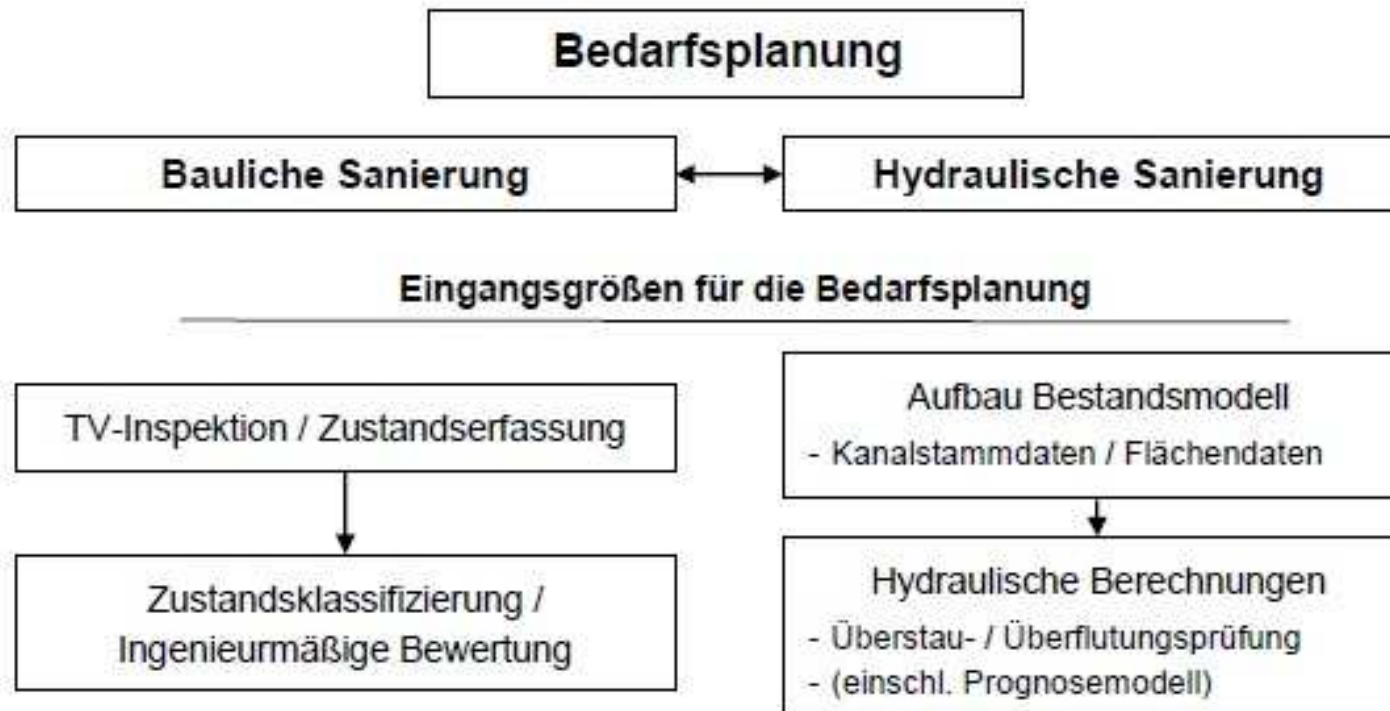 Bedarfsplanung
Bauliche Sanierung
Hydraulische Sanierung
Eingangsgrößen für die Bedarfsplanung
TV-Inspektion / Zustandserfassung
Zustandsklassifizierung /
Ingenieurmäßige Bewertung
Aufbau Bestandsmodell
- Kanalstammdaten / Flächendaten
Hydraulische Berechnungen
- Überstau- / Überflutungsprüfung
- (einschl. Prognosemodell)